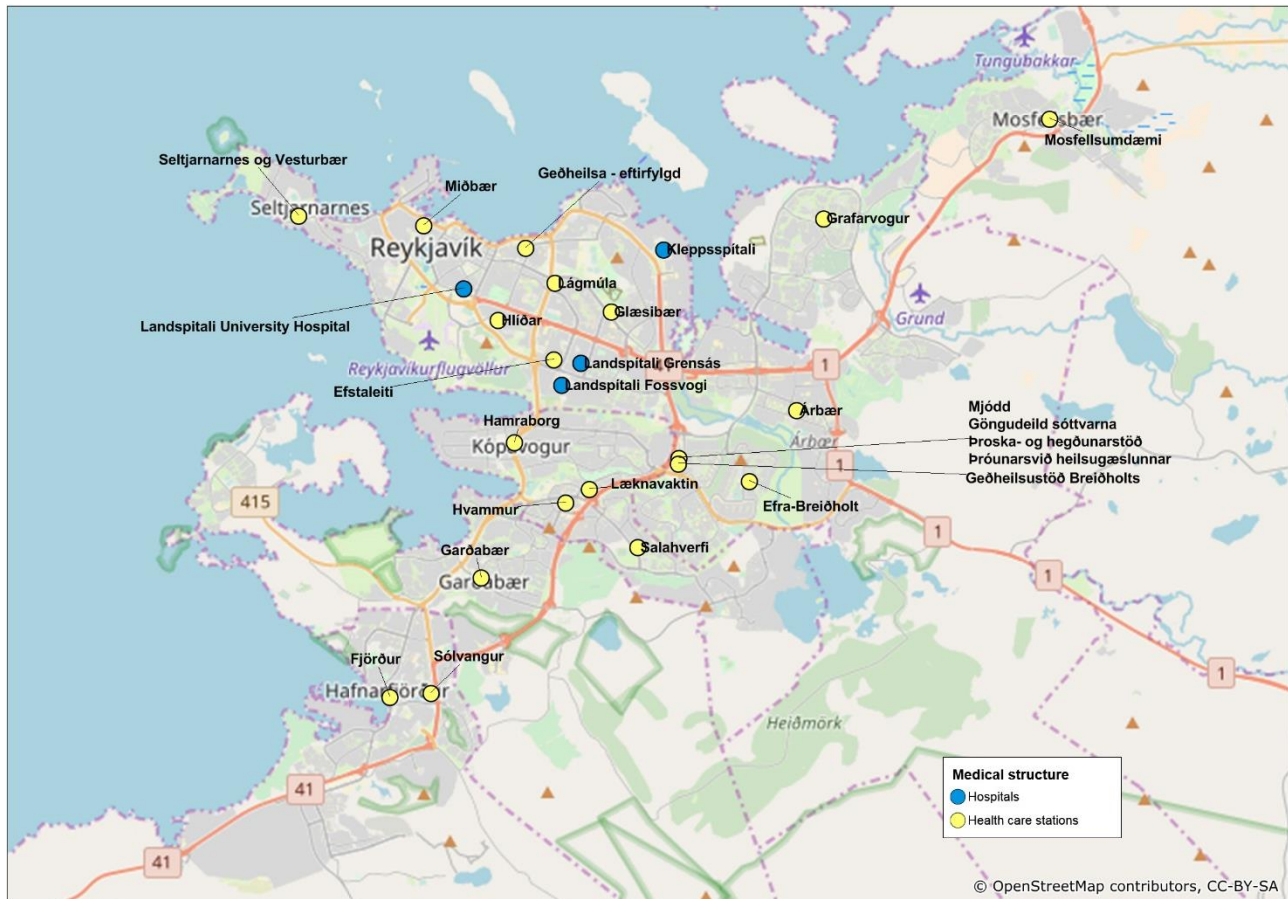 Tungubakkar
Mosfellsbær
Mosfellsumdæmi
Seltjarnarnes og Vesturbær
Geðheilsa - eftirfylgd
Miðbær
Seltjarnarnes
Grafarvogur
Reykjavík
Kleppsspítali
Lágmúla
Landspitali University Hospital
Glæsibær
Grund
Hlíðar
Reykjavíkurflugvöllur
Landspítali Grensás
41
1
Efstaleiti
Landspítali Fossvogi
Árbær
Mjódd
Göngudeild sóttvarna
Þroska- og hegðunarstöð
Þróunarsvið heilsugæslunnar
Geðheilsustöð Breiðholts
Hamraborg
Kópavogur
Árbær
1
Læknavaktin
Efra-Breiðholt
Hvammur
415
1
Salahverfi
Garðabær
Garðabær
1
Sólvangur
Fjörður
Hafnarfjörður
1
Heiðmörk
41
41
Medical structure
Hospitals
Health care stations
© OpenStreetMap contributors, CC-BY-SA